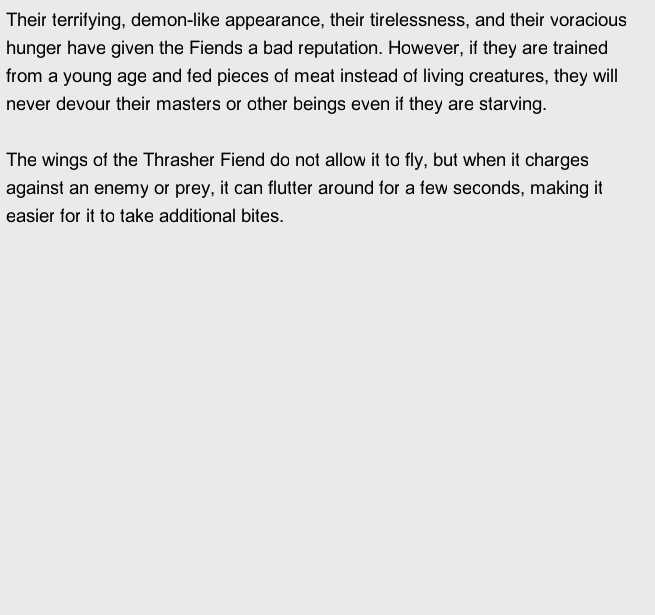 Their terrifying, demon-like appearance, their tirelessness, and their voracious
hunger have given the Fiends a bad reputation. However, if they are trained
from a young age and fed pieces of meat instead of living creatures, they will
never devour their masters or other beings even if they are starving.

The wings of the Thrasher Fiend do not allow it to fly, but when it charges
against an enemy or prey, it can flutter around for a few seconds, making it
easier for it to take additional bites.